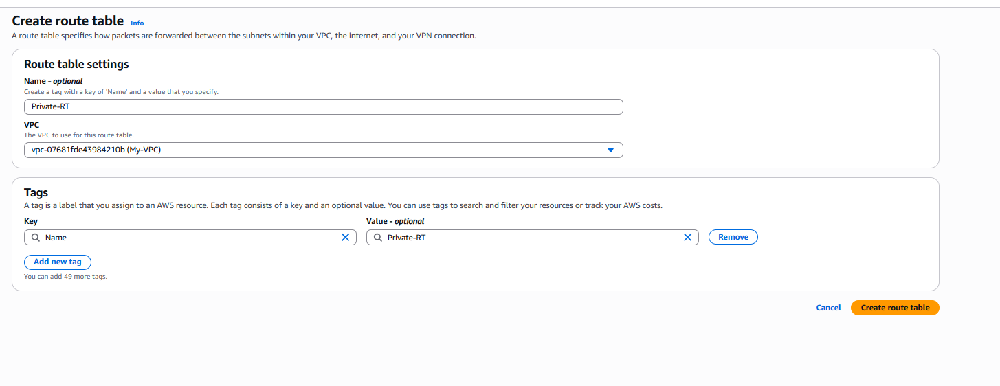 Create route table Info
A route table specifies how packets are forwarded between the subnets within your VPC, the internet, and your VPN connection.
Route table settings
Name - optional
Create a tag with a key of 'Name' and a value that you specify.
Private-RT
VPC
The VPC to use for this route table.
vpc-07681fde43984210b (My-VPC)
Tags
A tag is a label that you assign to an AWS resource. Each tag consists of a key and an optional value. You can use tags to search and filter your resources or track your AWS costs.
Key Value - optional
Name Private-RT Remove
Add new tag
You can add 49 more tags.
Cancel Create route table